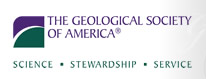 THE GEOLOGICAL SOCIETY
OF AMERICA®
SCIENCE • STEWARDSHIP • SERVICE